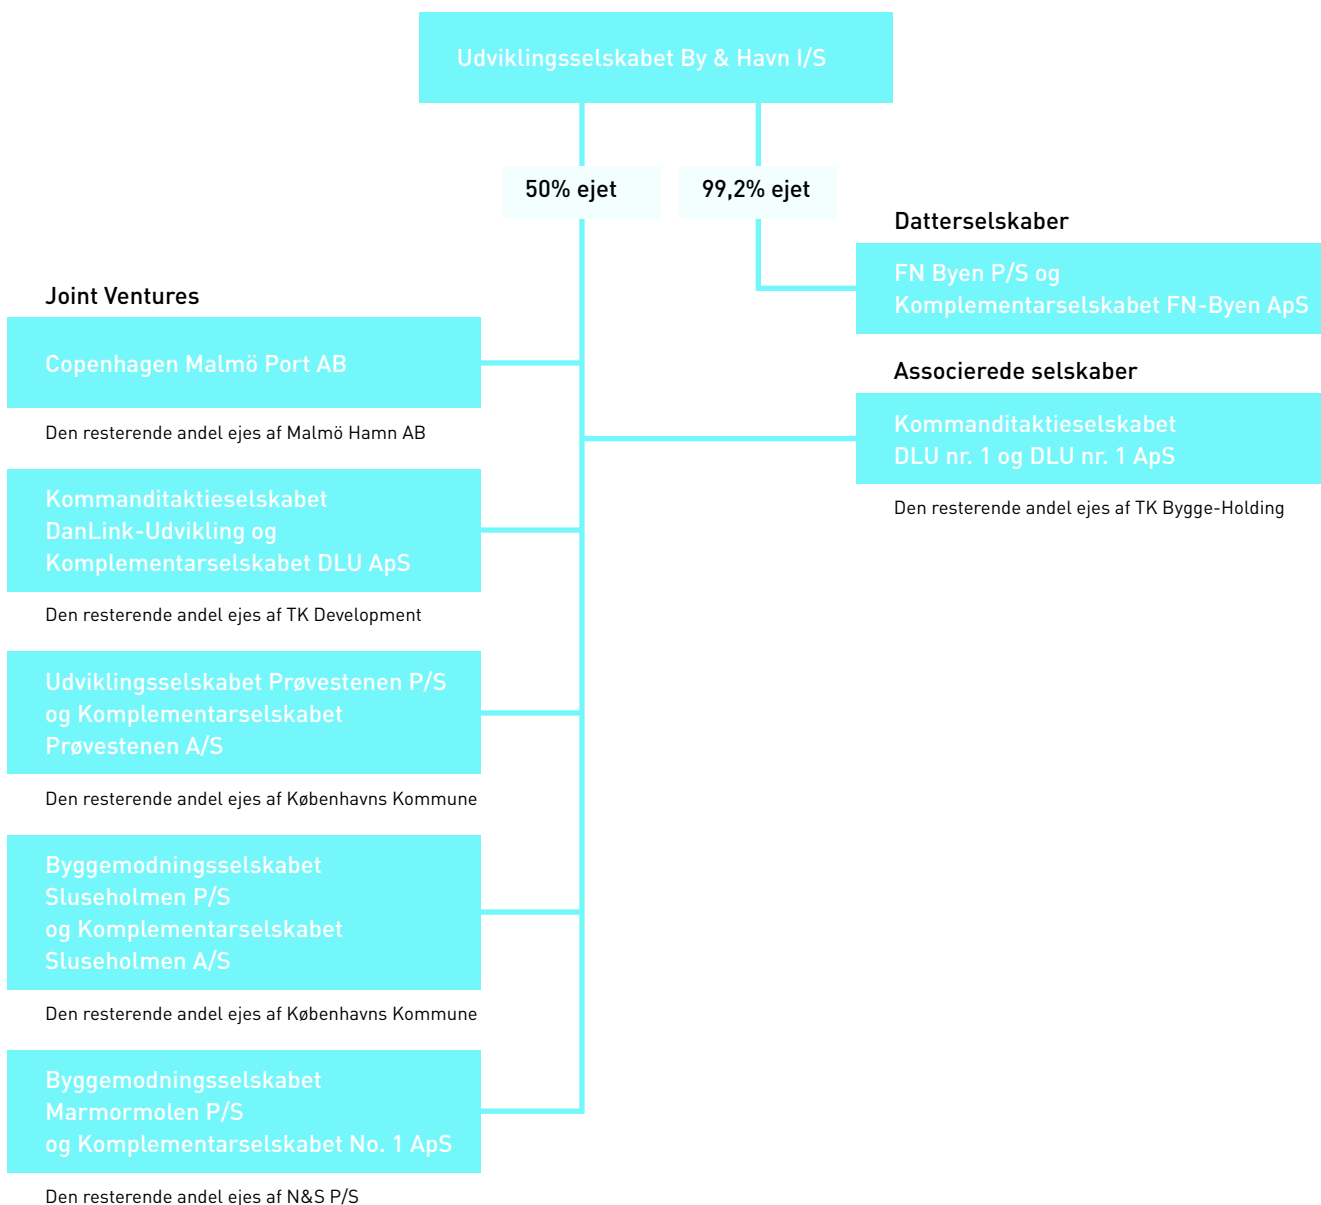 Udviklingsselskabet By & Havn I/S
50% ejet
99,2% ejet
Joint Ventures
Copenhagen Malmö Port AB
Den resterende andel ejes af Malmö Hamn AB
Kommanditaktieselskabet
DanLink-Udvikling og
Komplementarselskabet DLU ApS
Den resterende andel ejes af TK Development
Udviklingsselskabet Prøvestenen P/S
og Komplementarselskabet
Prøvestenen A/S
Den resterende andel ejes af Københavns Kommune
Byggemodningsselskabet
Sluseholmen P/S
og Komplementarselskabet
Sluseholmen A/S
Den resterende andel ejes af Københavns Kommune
Byggemodningsselskabet
Marmormolen P/S
og Komplementarselskabet No. 1 ApS
Den resterende andel ejes af N&S P/S
Datterselskaber
FN Byen P/S og
Komplementarselskabet FN-Byen ApS
Associerede selskaber
Kommanditaktieselskabet
DLU nr. 1 og DLU nr. 1 ApS
Den resterende andel ejes af TK Bygge-Holding